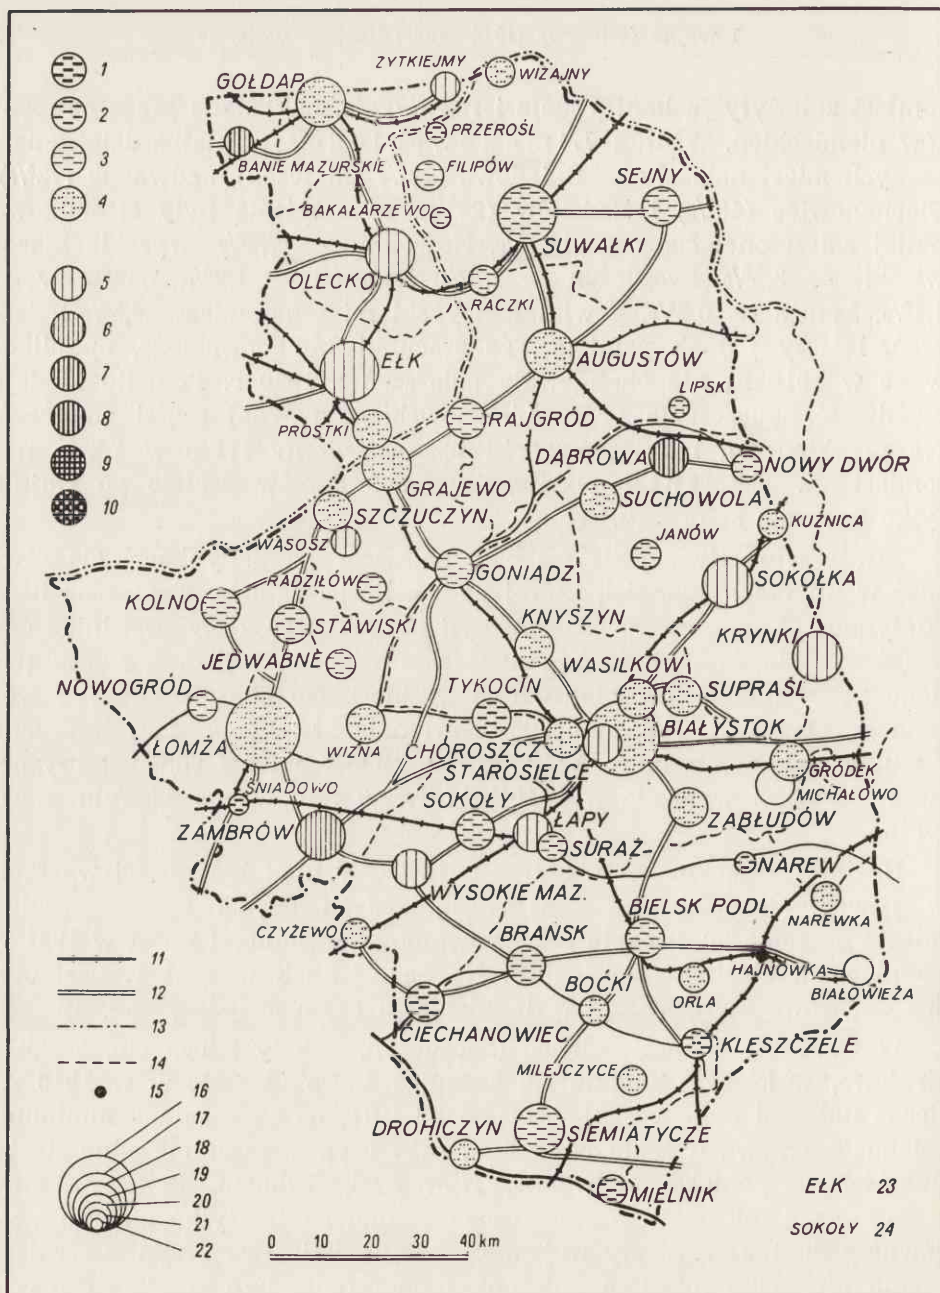 1
2
3
4
5
6
7
8
9
10
GOŁDAP
ZYTKIEJMY
WIZAJNY
PRZEROŚL
BANIE MAZURSKIE
FILIPÓW
SEJNY
BAKAŁARZEWO
SUWAŁKI
OLECKO
RACZKI
EŁK
AUGUSTÓW
LIPSK
PROSTKI
RAJGRÓD
DĄBROWA
NOWY DWÓR
GRAJEWO
SUCHOWOLA
SZCZUCZYN
KUŹNICA
WĄSOSZ
JANÓW
RADZIŁÓW
GONIĄDZ
SOKÓŁKA
KOLNO
STAWISKI
KNYSZYN
KRYNKI
JEDWABNE
WASILKÓW
NOWOGRÓD
TYKOCIN
SUPRAŚL
ŁOMŻA
WIZNA
CHOROSZCZ
BIAŁYSTOK
STAROSIELCE
GRÓDEK
ŚNIADOWO
MICHAŁOWO
SOKOŁY
ZAMBRÓW
ŁAPY
ZABŁUDÓW
SURAŻ
NAREW
WYSOKIE MAZ.
BIELSK PODL.
NAREWKA
CZYŻEWO
BRAŃSK
HAJNÓWKA
BOĆKI
ORLA
BIAŁOWIEŻA
CIECHANOWIEC
KLESZCZELE
MILEJCZYCE
DROHICZYN
SIEMIATYCZE
MIELNIK
11
12
13
14
15 16
17
18
19
20
21
22
0 10 20 40 km
EŁK 23
SOKOŁY 24